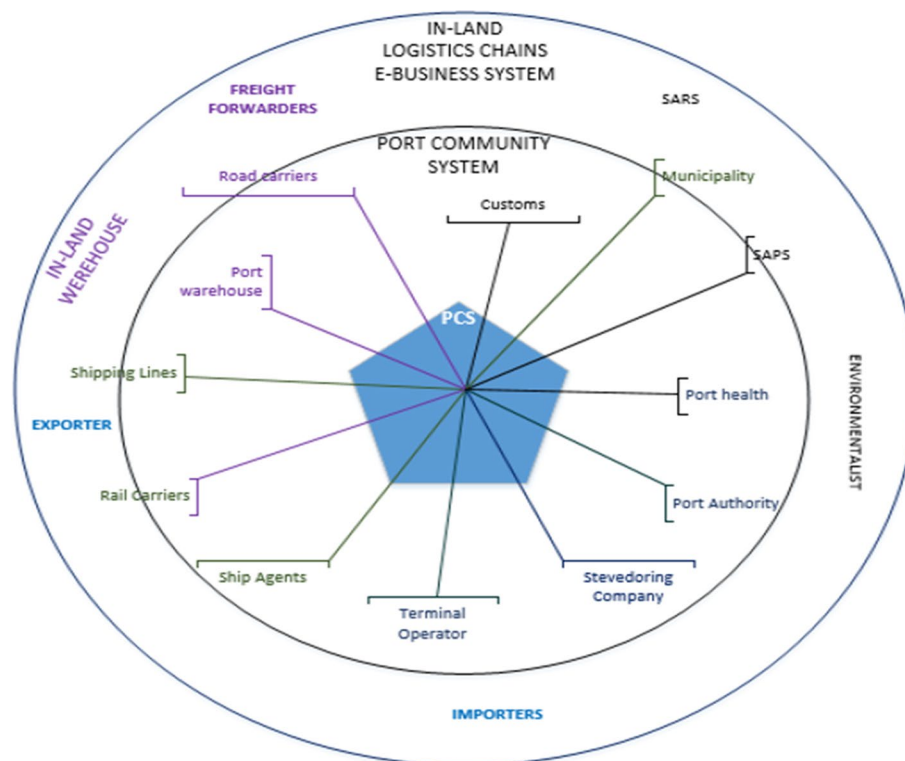 IN-LAND
LOGISTICS CHAINS
E-BUSINESS SYSTEM
FREIGHT
FORWARDERS
SARS
PORT COMMUNITY
SYSTEM
Road carriers
Municipality
Customs
IN-LAND
WEREHOUSE
SAPS
Port
warehouse
PCS
Shipping Lines
Port health
ENVIRONMENTALIST
EXPORTER
Rail Carriers
Port Authority
Ship Agents
Stevedoring
Company
Terminal
Operator
IMPORTERS